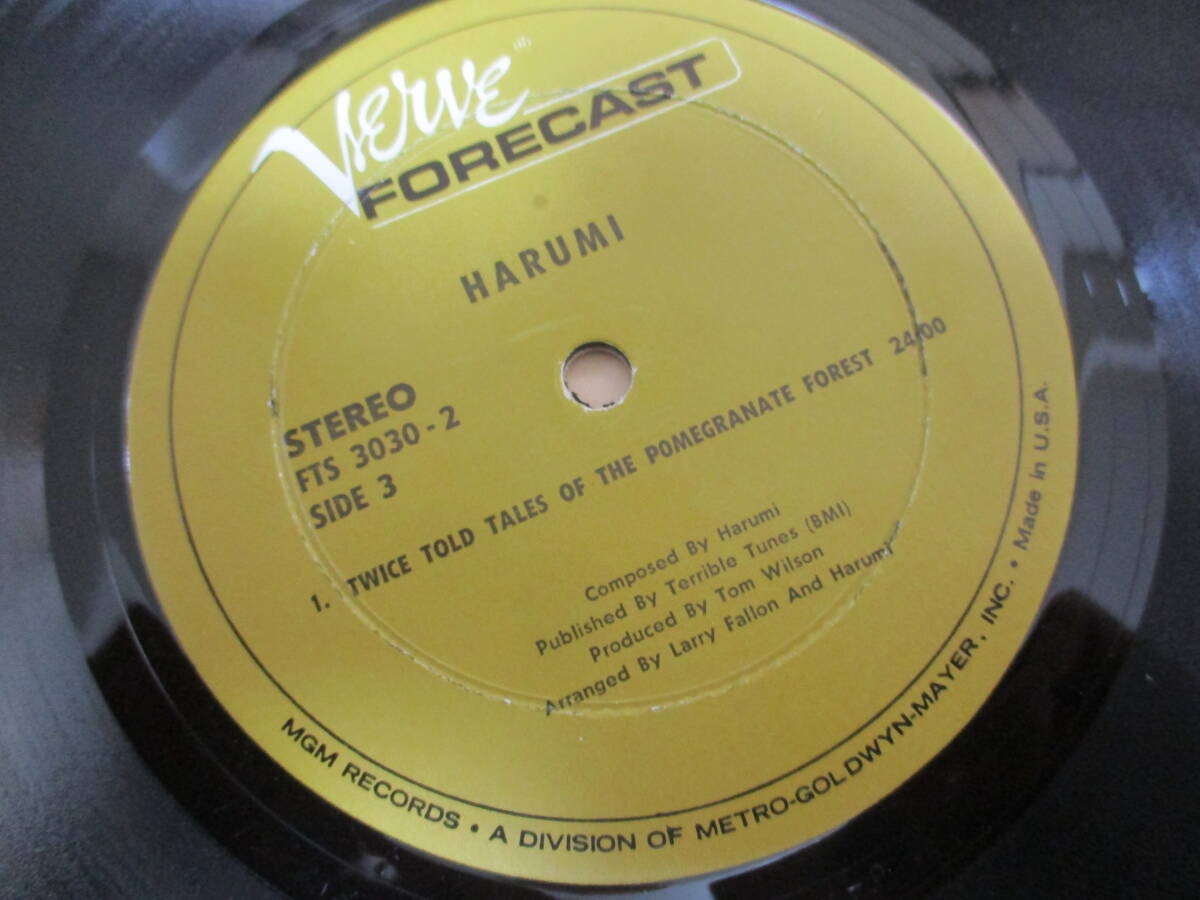 VERVE (R)
FORECAST
HARUMI
STEREO
FTS 3030-2
SIDE 3
1. TWICE TOLD TALES OF THE POMEGRANATE FOREST 24:00
Composed By Harumi
Published By Terrible Tunes (BMI)
Produced By Tom Wilson
Arranged By Larry Fallon And Harumi
MGM RECORDS • A DIVISION OF METRO-GOLDWYN-MAYER, INC. • Made in U.S.A.